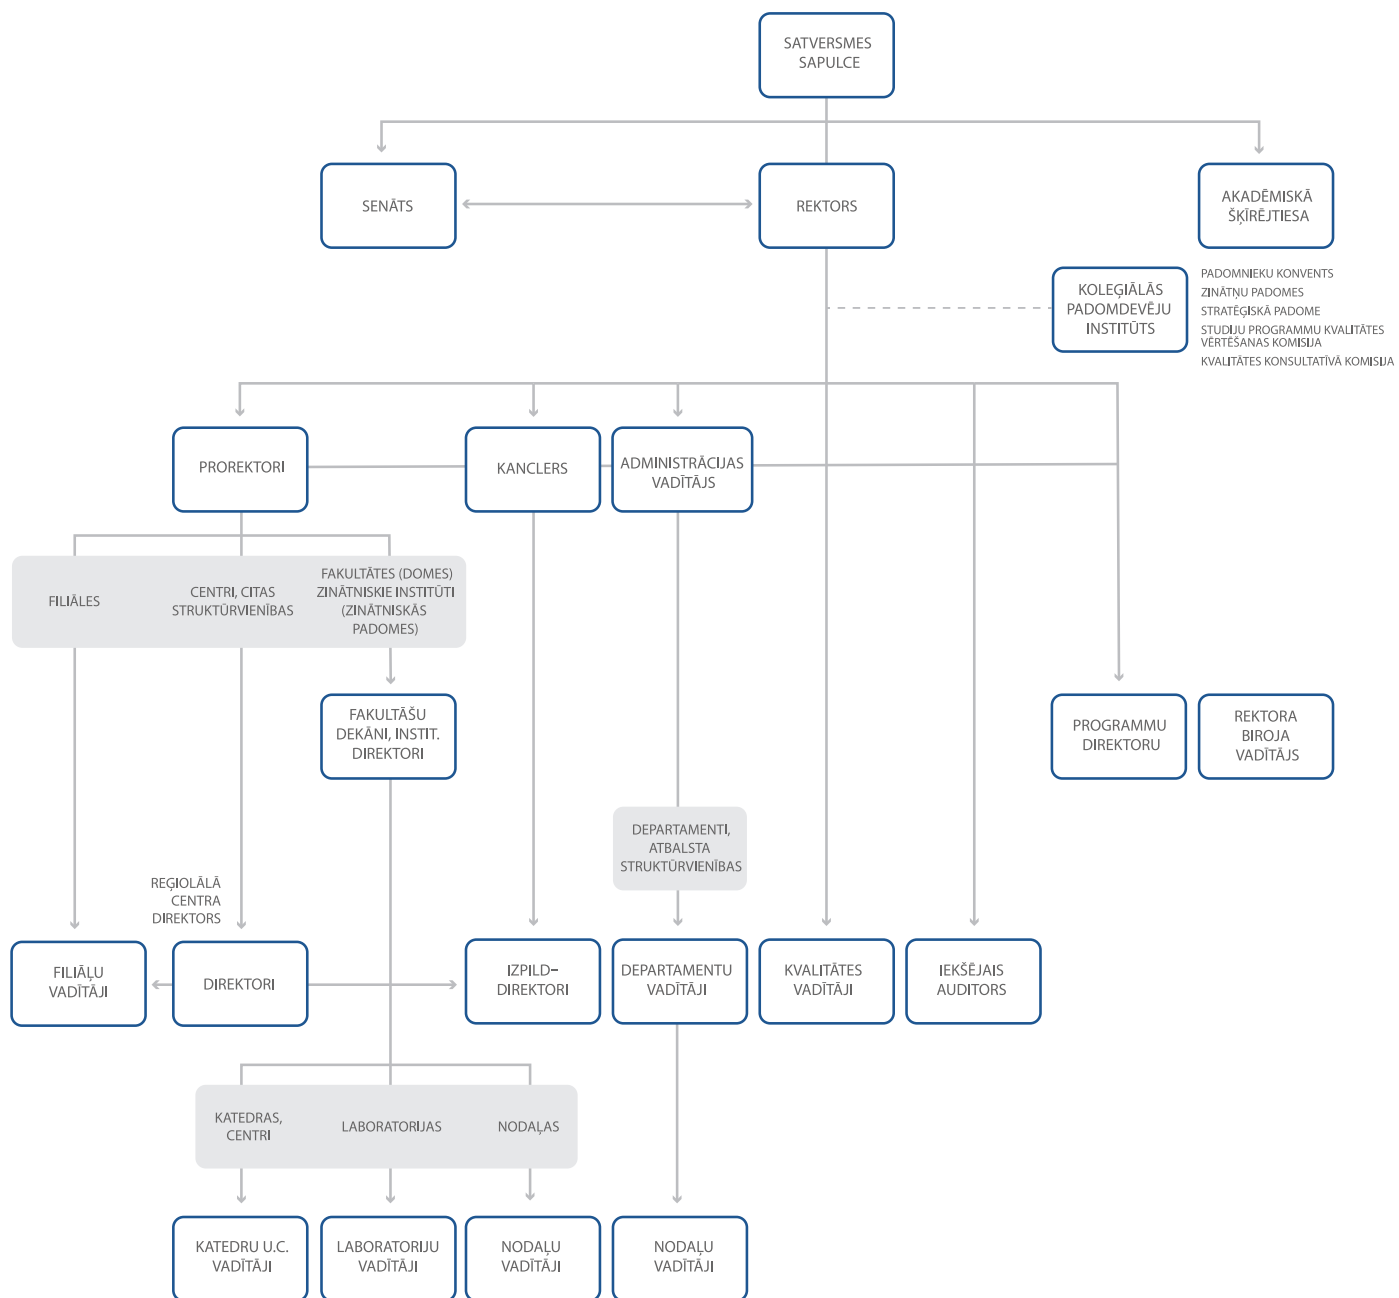 SATVERSMES
SAPULCE
SENĀTS
REKTORS
AKADĒMISKĀ
ŠĶĪRĒJTIESA
KOLEĢIĀLĀS
PADOMDEVĒJU
INSTITŪTS
PADOMNIEKU KONVENTS
ZINĀTŅU PADOMES
STRATĒĢISKĀ PADOME
STUDIJU PROGRAMMU KVALITĀTES
VĒRTĒŠANAS KOMISIJA
KVALITĀTES KONSULTATĪVĀ KOMISIJA
PROREKTORI
KANCLERS
ADMINISTRĀCIJAS
VADĪTĀJS
FILIĀLES
CENTRI, CITAS
STRUKTŪRVIENĪBAS
FAKULTĀTES (DOMES)
ZINĀTNISKIE INSTITŪTI
(ZINĀTNISKĀS
PADOMES)
FAKULTĀŠU
DEKĀNI, INSTIT.
DIREKTORI
PROGRAMMU
DIREKTORU
REKTORA
BIROJA
VADĪTĀJS
DEPARTAMENTI,
ATBALSTA
STRUKTŪRVIENĪBAS
REĢIOLĀLĀ
CENTRA
DIREKTORS
FILIĀĻU
VADĪTĀJI
DIREKTORI
IZPILD–
DIREKTORI
DEPARTAMENTU
VADĪTĀJI
KVALITĀTES
VADĪTĀJI
IEKŠĒJAIS
AUDITORS
KATEDRAS,
CENTRI
LABORATORIJAS
NODAĻAS
KATEDRU U.C.
VADĪTĀJI
LABORATORIJU
VADĪTĀJI
NODAĻU
VADĪTĀJI
NODAĻU
VADĪTĀJI